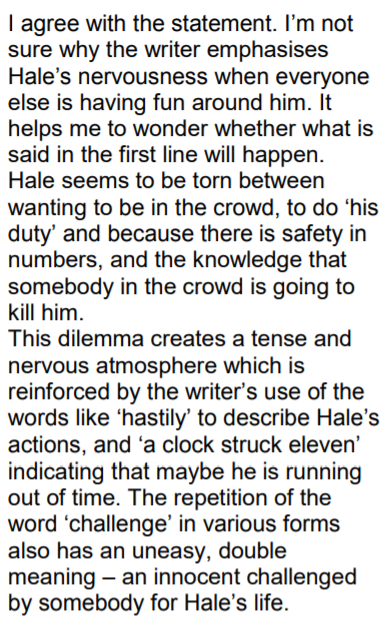 I agree with the statement. I'm not
sure why the writer emphasises
Hale's nervousness when everyone
else is having fun around him. It
helps me to wonder whether what is
said in the first line will happen.
Hale seems to be torn between
wanting to be in the crowd, to do 'his
duty' and because there is safety in
numbers, and the knowledge that
somebody in the crowd is going to
kill him.
This dilemma creates a tense and
nervous atmosphere which is
reinforced by the writer's use of the
words like 'hastily' to describe Hale's
actions, and 'a clock struck eleven'
indicating that maybe he is running
out of time. The repetition of the
word 'challenge' in various forms
also has an uneasy, double
meaning – an innocent challenged
by somebody for Hale's life.